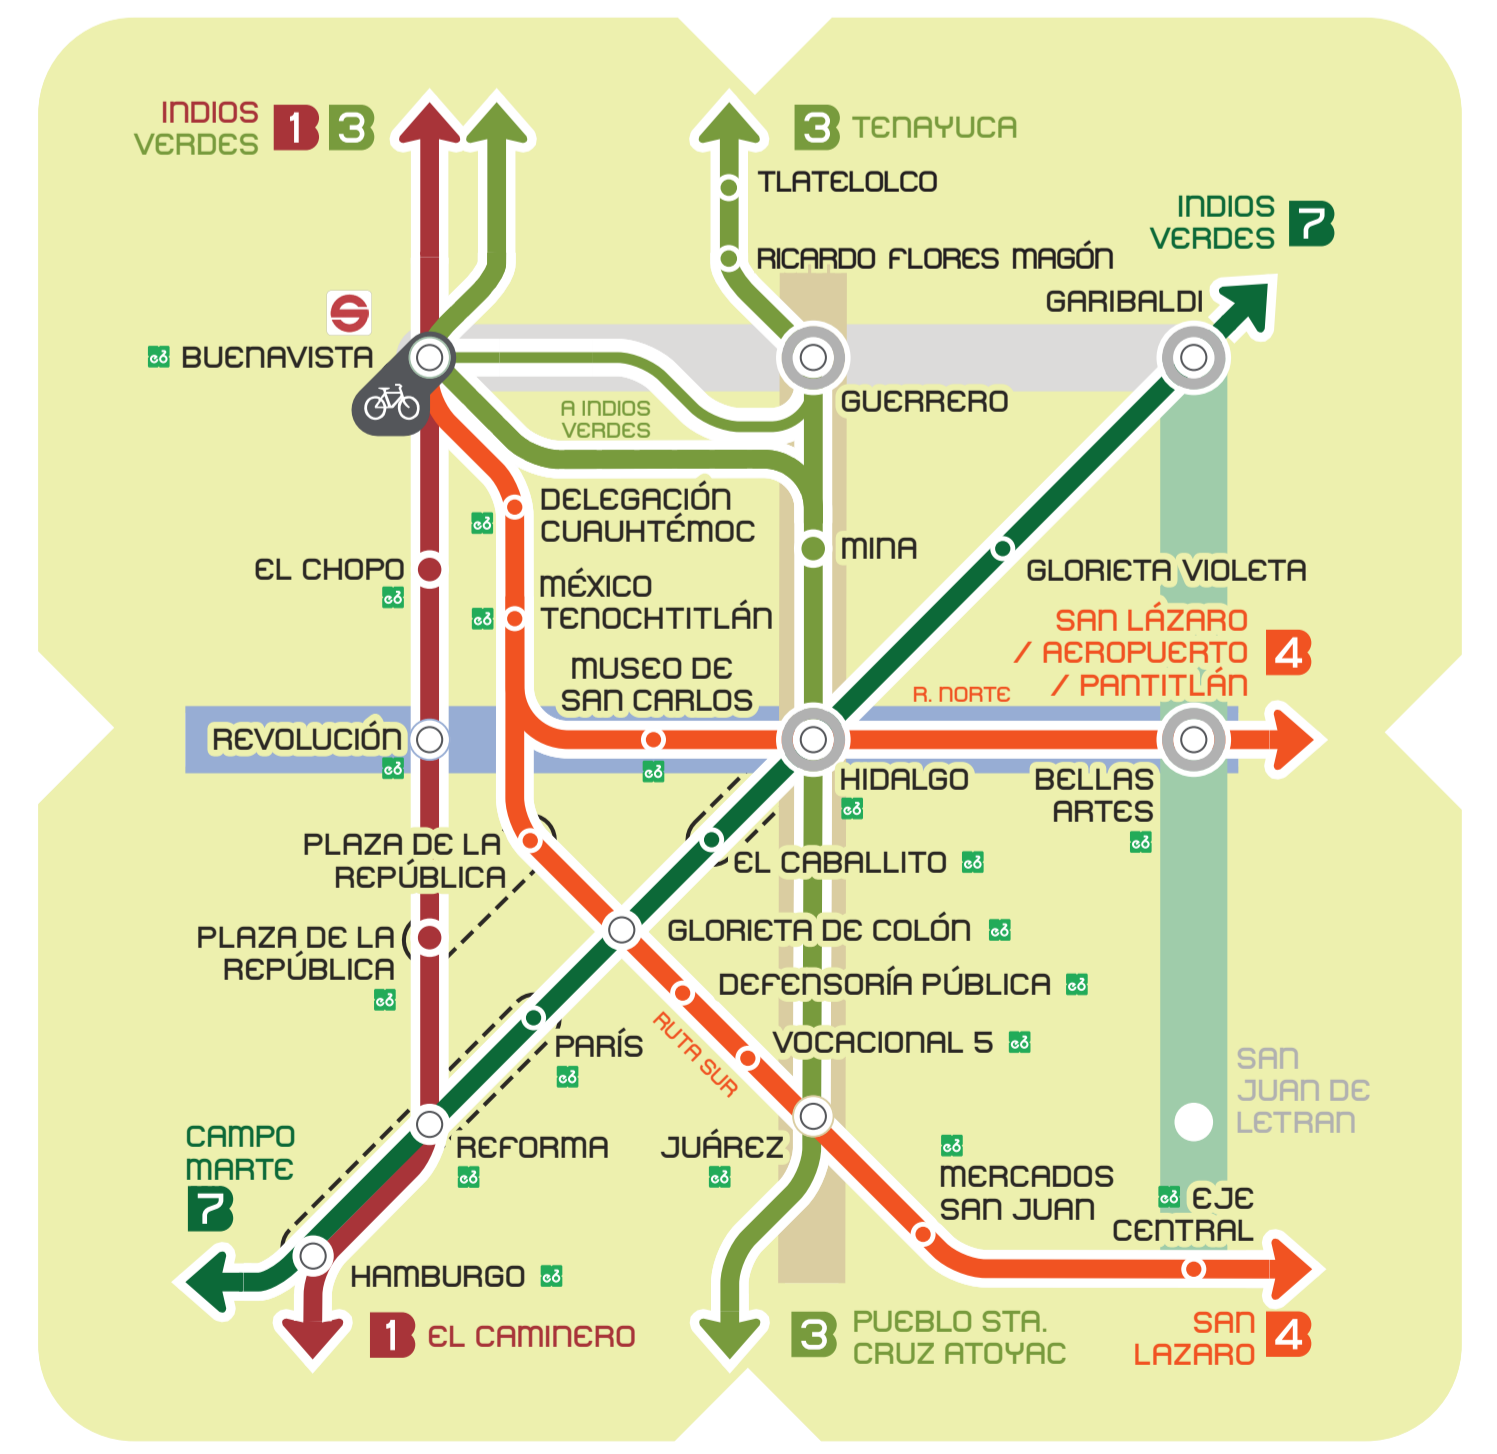 INDIOS
VERDES
1 3
3 TENAYUCA
TLATELOLCO
INDIOS
VERDES
7
RICARDO FLORES MAGÓN
GARIBALDI
S
eő BUENAVISTA
GUERRERO
A INDIOS
VERDES
DELEGACIÓN
CUAUHTÉMOC
MINA
EL CHOPO
GLORIETA VIOLETA
MÉXICO
TENOCHTITLÁN
SAN LÁZARO
/ AEROPUERTO
/ PANTITLÁN
4
MUSEO DE
SAN CARLOS
R. NORTE
REVOLUCIÓN
HIDALGO
BELLAS
ARTES
PLAZA DE LA
REPÚBLICA
EL CABALLITO
PLAZA DE LA
REPÚBLICA
GLORIETA DE COLÓN
DEFENSORÍA PÚBLICA
RUTA SUR
VOCACIONAL 5
PARÍS
SAN
JUAN DE
LETRAN
CAMPO
MARTE
7
REFORMA
JUÁREZ
MERCADOS
SAN JUAN
EJE
CENTRAL
HAMBURGO
1 EL CAMINERO
3 PUEBLO STA.
CRUZ ATOYAC
SAN
LAZARO
4